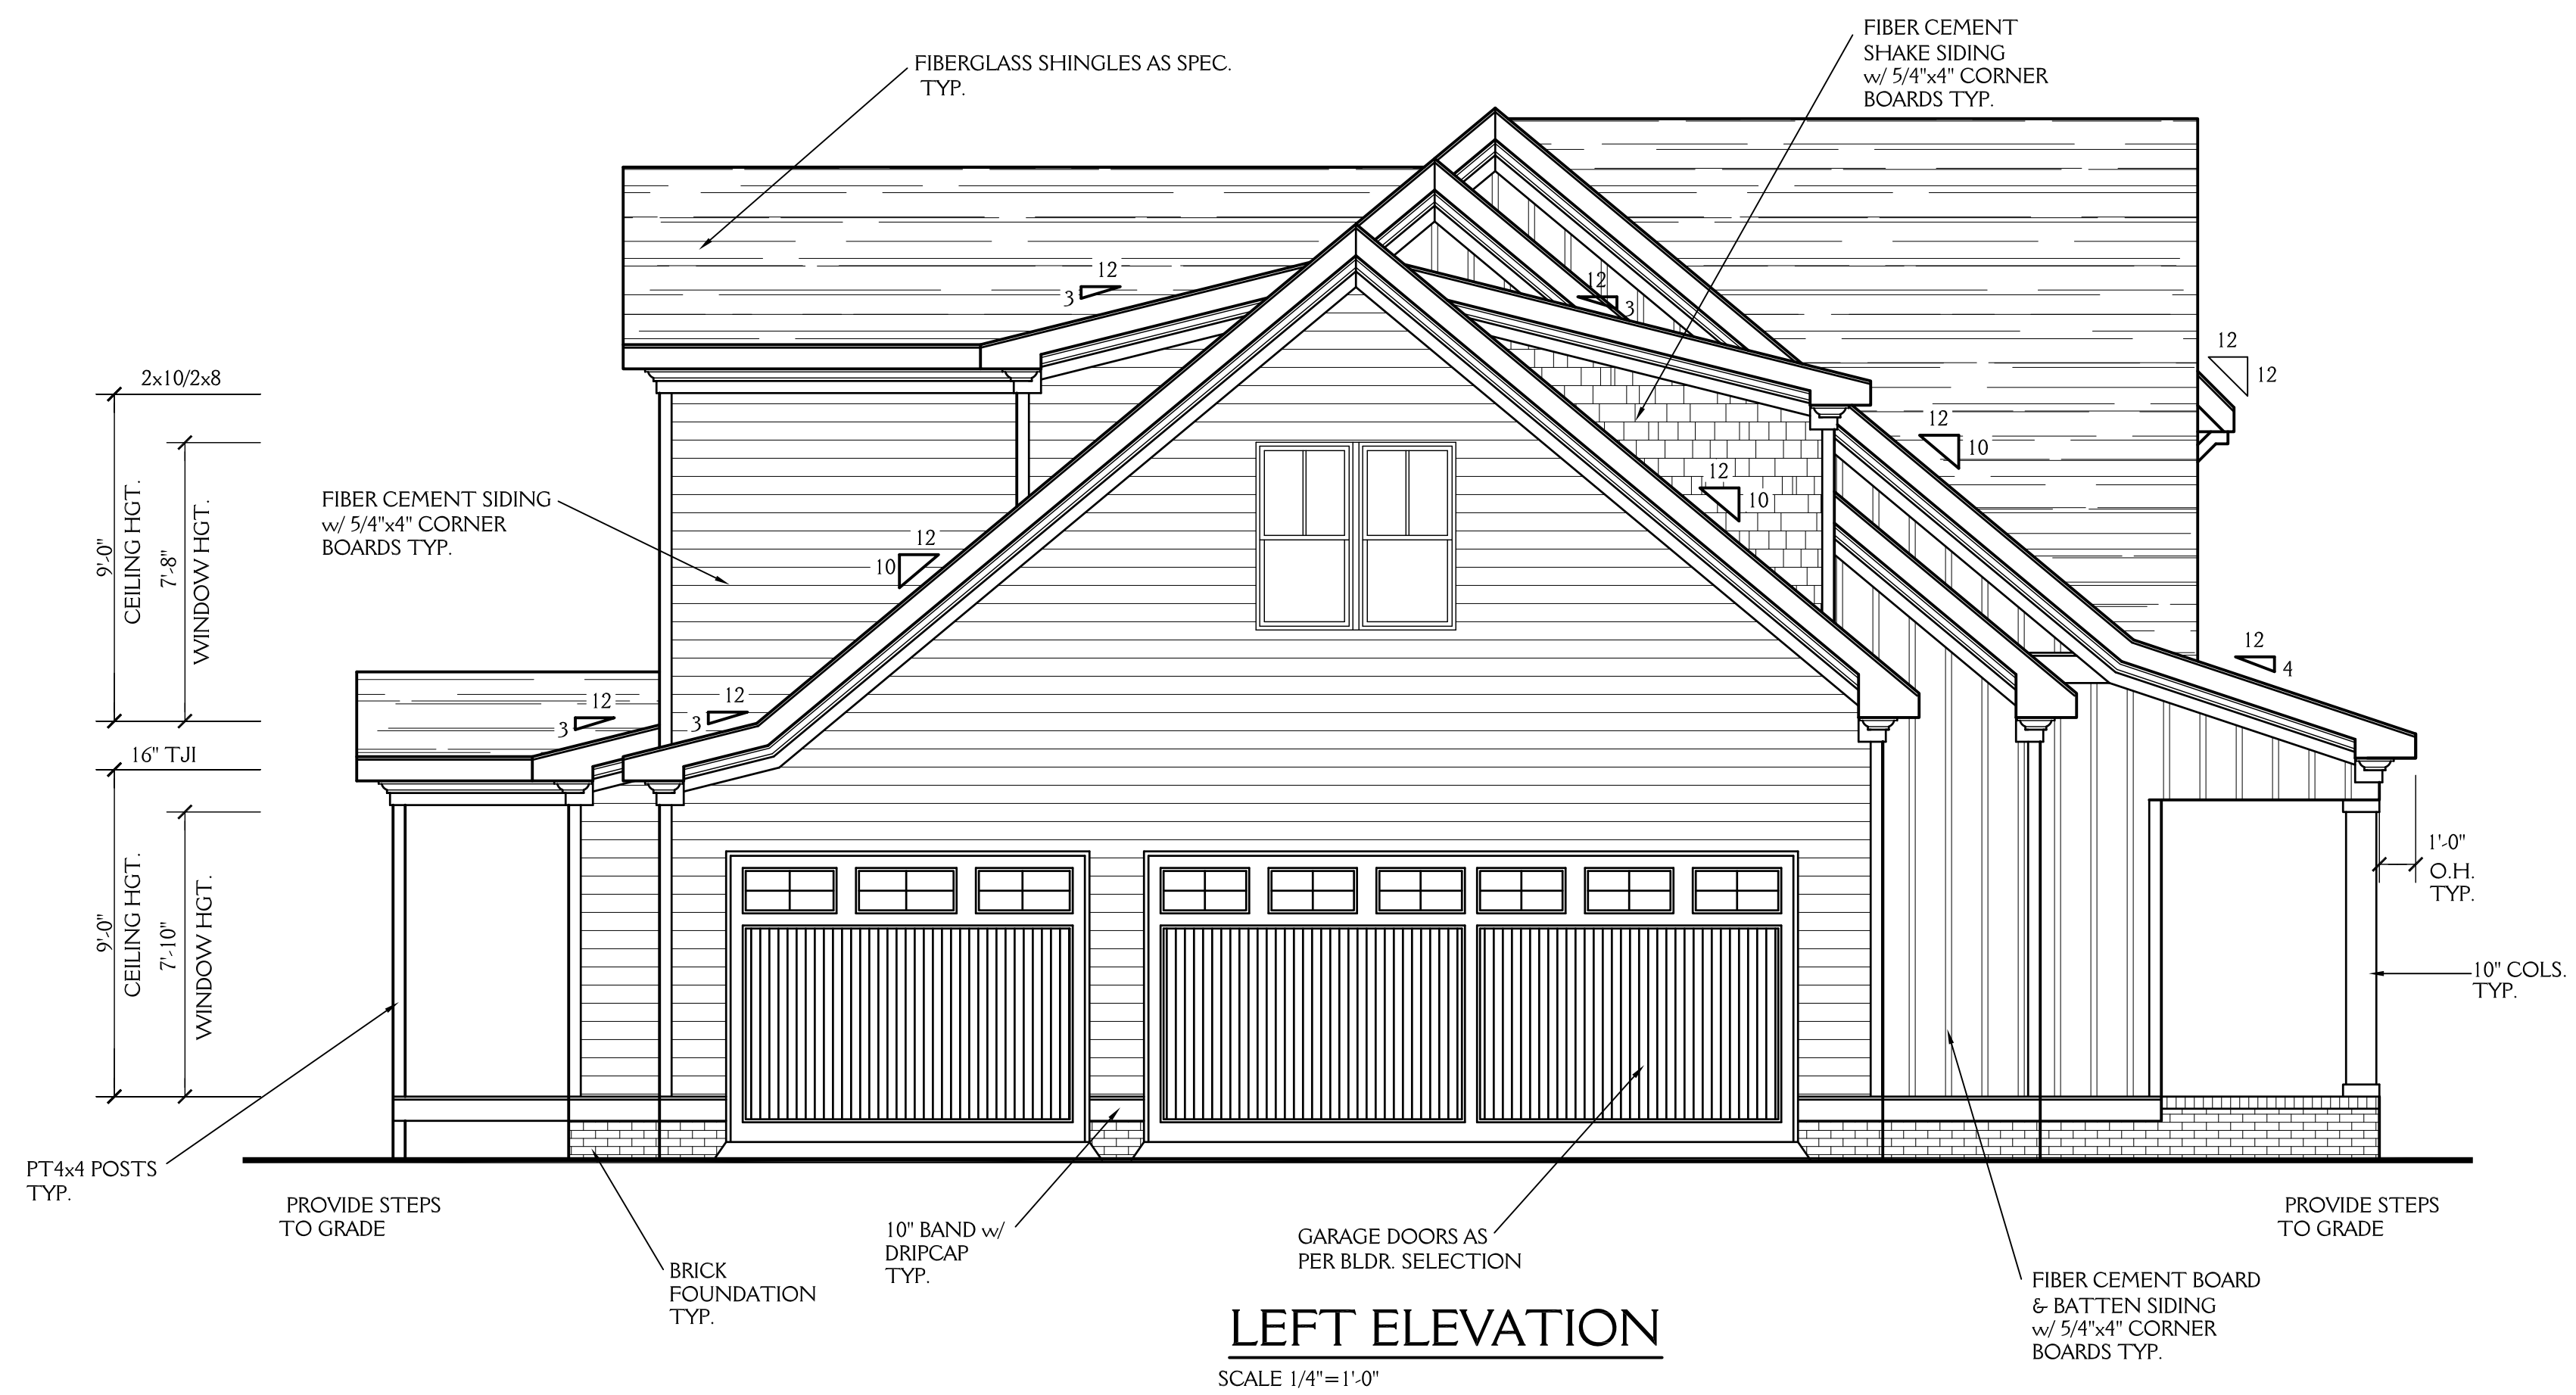 FIBERGLASS SHINGLES AS SPEC.
TYP.
FIBER CEMENT
SHAKE SIDING
w/ 5/4"x4" CORNER
BOARDS TYP.
12
3
12
3
12
12
2x10/2x8
12
10
9'-0"
CEILING HGT.
7'-8"
WINDOW HGT.
FIBER CEMENT SIDING
w/ 5/4"x4" CORNER
BOARDS TYP.
12
10
12
10
12
4
12
3
12
3
16" TJI
9'-0"
CEILING HGT.
7'-10"
WINDOW HGT.
1'-0"
O.H.
TYP.
10" COLS.
TYP.
PT4x4 POSTS
TYP.
PROVIDE STEPS
TO GRADE
BRICK
FOUNDATION
TYP.
10" BAND w/
DRIPCAP
TYP.
GARAGE DOORS AS
PER BLDR. SELECTION
PROVIDE STEPS
TO GRADE
FIBER CEMENT BOARD
& BATTEN SIDING
w/ 5/4"x4" CORNER
BOARDS TYP.
LEFT ELEVATION
SCALE 1/4"=1'-0"